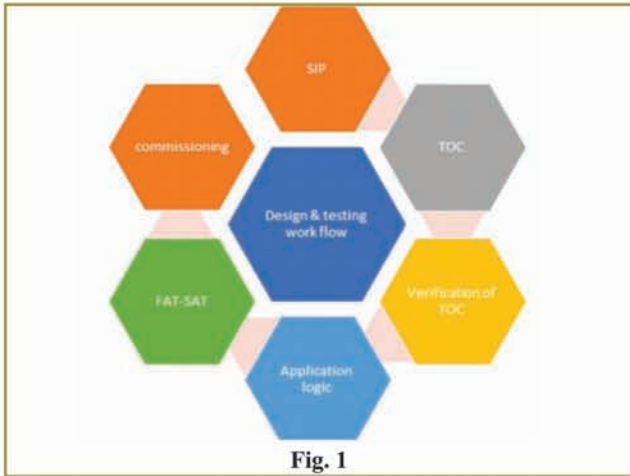 SIP
commissioning
TOC
Design & testing
work flow
FAT-SAT
Verification of
TOC
Application
logic
Fig. 1